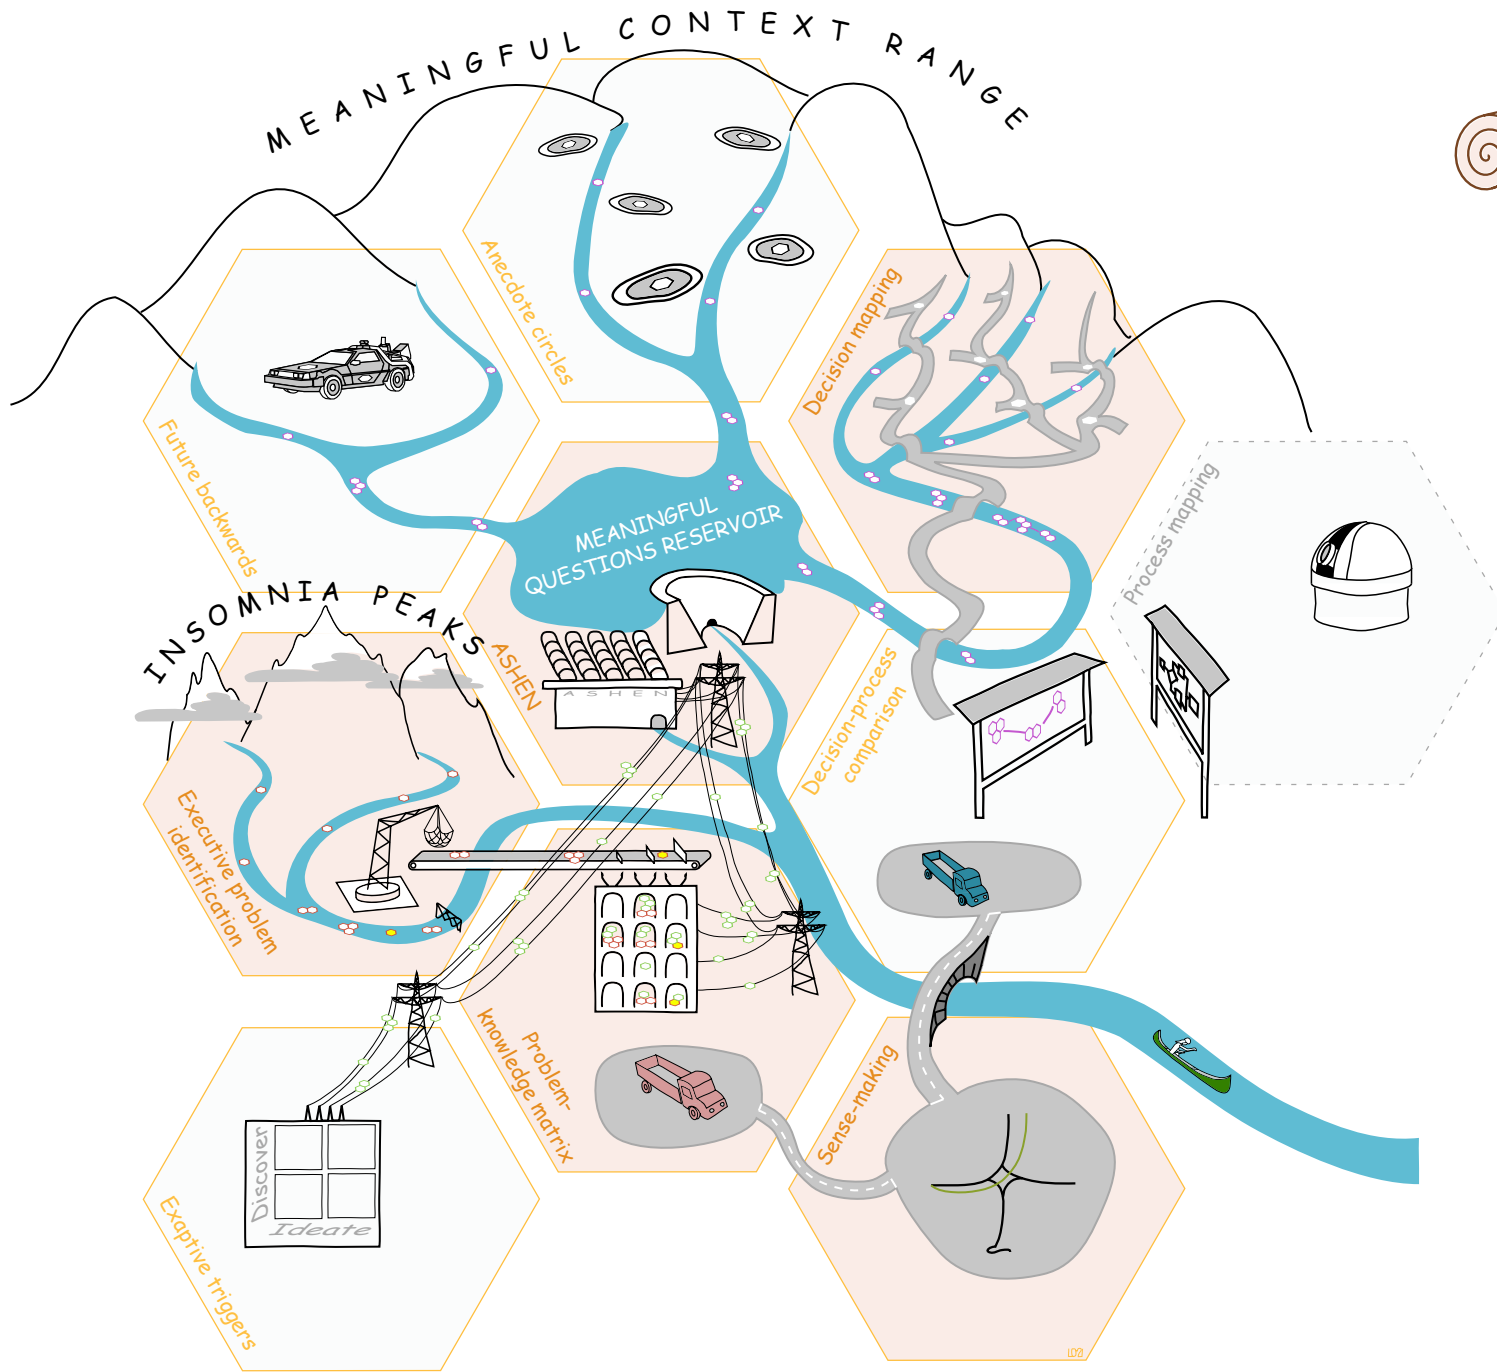 MEANINGFUL CONTEXT RANGE
Anecdote circles
Decision mapping
Future backwards
Process mapping
MEANINGFUL
QUESTIONS RESERVOIR
INSOMNIA PEAKS
ASHEN
ASHEN
Decision-process
comparison
Executive problem
identification
Problem-
knowledge matrix
Sense-making
Discover
Ideate
Exaptive triggers